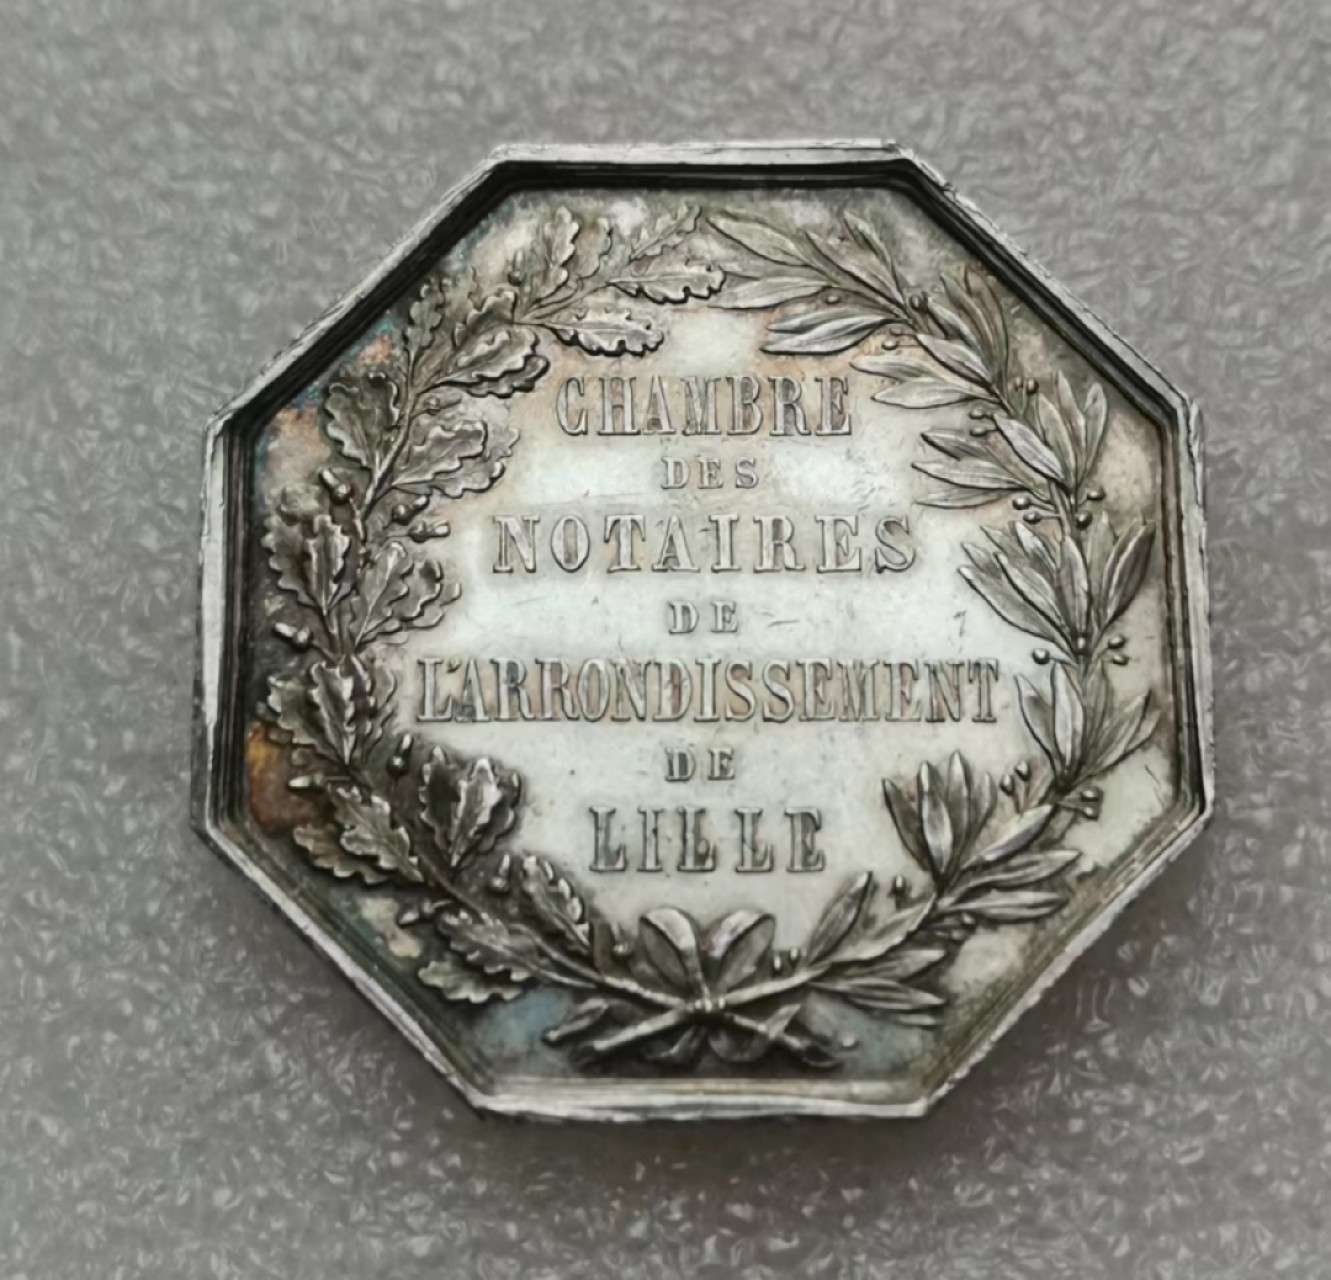 CHAMBRE
DES
NOTAIRES
DE
L'ARRONDISSEMENT
DE
LILLE